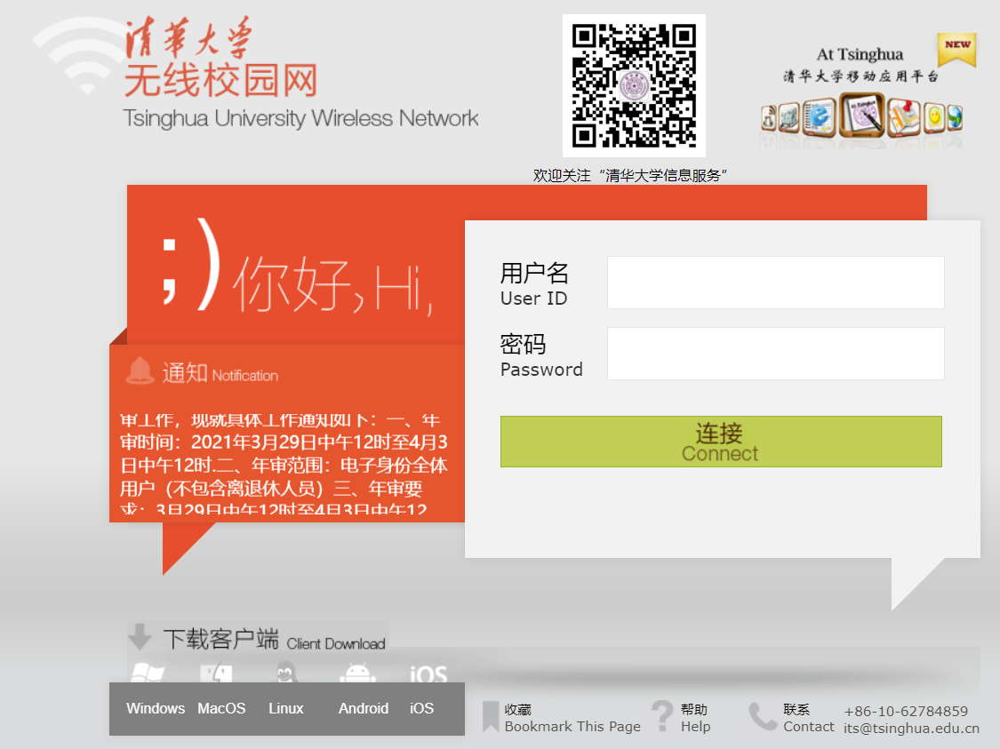 清华大学
无线校园网
Tsinghua University Wireless Network
At Tsinghua
NEW
清华大学移动应用平台
欢迎关注“清华大学信息服务”
;) 你好, Hi,
用户名
User ID
密码
Password
连接
Connect
通知 Notification
审工作，现就具体工作通知如下：一、年
审时间：2021年3月29日中午12时至4月3
日中午12时.二、年审范围：电子身份全体
用户（不包含离退休人员）三、年审要
求：3月29日中午12时至4月3日中午12
下载客户端 Client Download
iOS
Windows MacOS Linux Android iOS
收藏
Bookmark This Page
帮助
Help
联系
Contact
+86-10-62784859
its@tsinghua.edu.cn